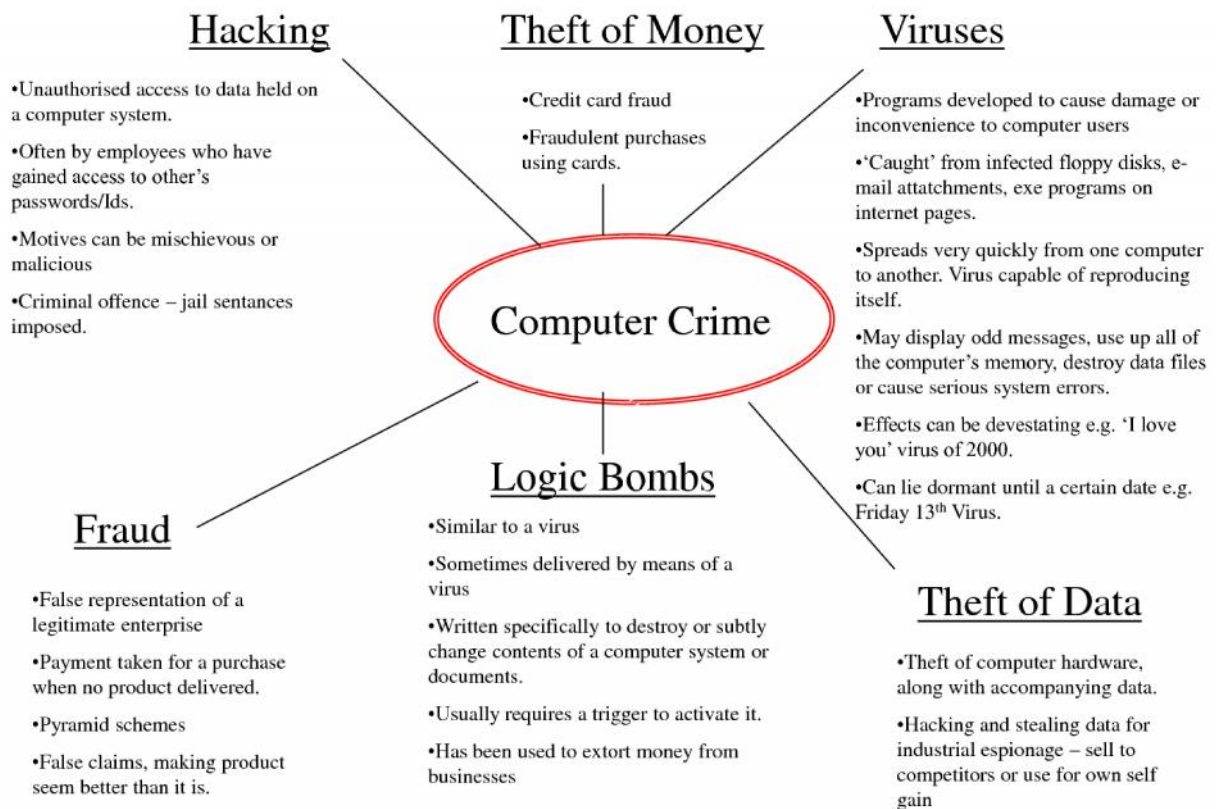 Hacking
•Unauthorised access to data held on
a computer system.
•Often by employees who have
gained access to other's
passwords/Ids.
•Motives can be mischievous or
malicious
•Criminal offence – jail sentances
imposed.
Theft of Money
•Credit card fraud
•Fraudulent purchases
using cards.
Viruses
•Programs developed to cause damage or
inconvenience to computer users
•‘Caught’ from infected floppy disks, e-
mail attatchments, exe programs on
internet pages.
•Spreads very quickly from one computer
to another. Virus capable of reproducing
itself.
•May display odd messages, use up all of
the computer’s memory, destroy data files
or cause serious system errors.
•Effects can be devestating e.g. ‘I love
you’ virus of 2000.
•Can lie dormant until a certain date e.g.
Friday 13th Virus.
Computer Crime
Fraud
•False representation of a
legitimate enterprise
•Payment taken for a purchase
when no product delivered.
•Pyramid schemes
•False claims, making product
seem better than it is.
Logic Bombs
•Similar to a virus
•Sometimes delivered by means of a
virus
•Written specifically to destroy or subtly
change contents of a computer system or
documents.
•Usually requires a trigger to activate it.
•Has been used to extort money from
businesses
Theft of Data
•Theft of computer hardware,
along with accompanying data.
•Hacking and stealing data for
industrial espionage – sell to
competitors or use for own self
gain